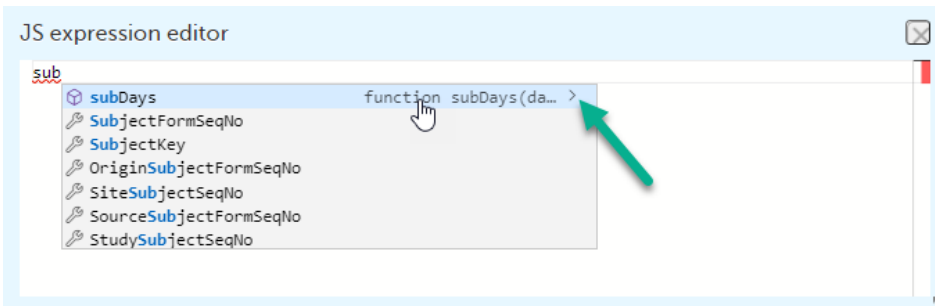 JS expression editor
sub
subDays function subDays(da… >
SubjectFormSeqNo
SubjectKey
OriginSubjectFormSeqNo
SiteSubjectSeqNo
SourceSubjectFormSeqNo
StudySubjectSeqNo